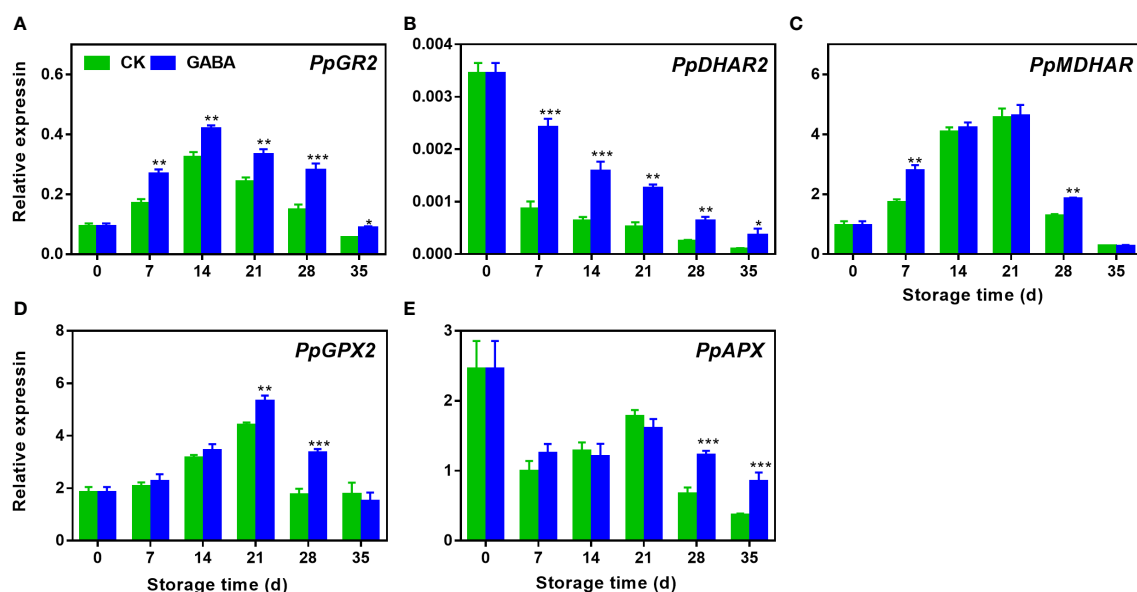 A
Relative expressin
0.6
0.4
0.2
0.0
CK GABA
PpGR2
**
**
**
***
*
0 7 14 21 28 35
B
0.004
0.003
0.002
0.001
0.000
PpDHAR2
***
***
**
**
*
0 7 14 21 28 35
C
6
4
2
0
PpMDHAR
**
**
0 7 14 21 28 35
Storage time (d)
D
Relative expressin
8
6
4
2
0
PpGPX2
**
***
0 7 14 21 28 35
Storage time (d)
E
3
2
1
0
PpAPX
***
***
0 7 14 21 28 35
Storage time (d)